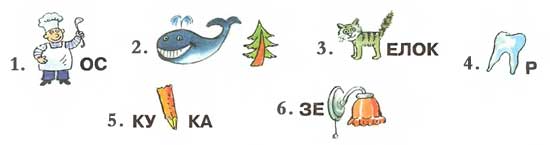 1. ОС 2. 3. ЕЛОК 4. Р
5. КУ КА 6. ЗЕ